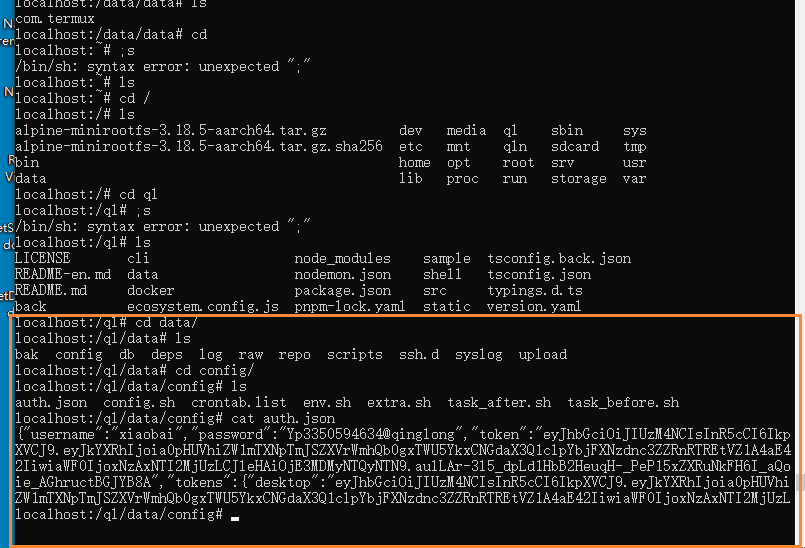 localhost:/data/data# ls
com.termux
localhost:/data/data# cd
localhost:~# ;s
/bin/sh: syntax error: unexpected ";"
localhost:~# ls
localhost:~# cd /
localhost:/# ls
alpine-minirootfs-3.18.5-aarch64.tar.gz dev media ql sbin sys
alpine-minirootfs-3.18.5-aarch64.tar.gz.sha256 etc mnt qln sdcard tmp
bin home opt root srv usr
data lib proc run storage var
localhost:/# cd ql
localhost:/ql# ;s
/bin/sh: syntax error: unexpected ";"
localhost:/ql# ls
LICENSE cli node_modules sample tsconfig.back.json
README-en.md data nodemon.json shell tsconfig.json
README.md docker package.json src typings.d.ts
back ecosystem.config.js pnpm-lock.yaml static version.yaml
localhost:/ql# cd data/
localhost:/ql/data# ls
bak config db deps log raw repo scripts ssh.d syslog upload
localhost:/ql/data# cd config/
localhost:/ql/data/config# ls
auth.json config.sh crontab.list env.sh extra.sh task_after.sh task_before.sh
localhost:/ql/data/config# cat auth.json
{"username":"xiaobai","password":"Yp3350594634@qinglong","token":"
"tokens":{"desktop":"
localhost:/ql/data/config#